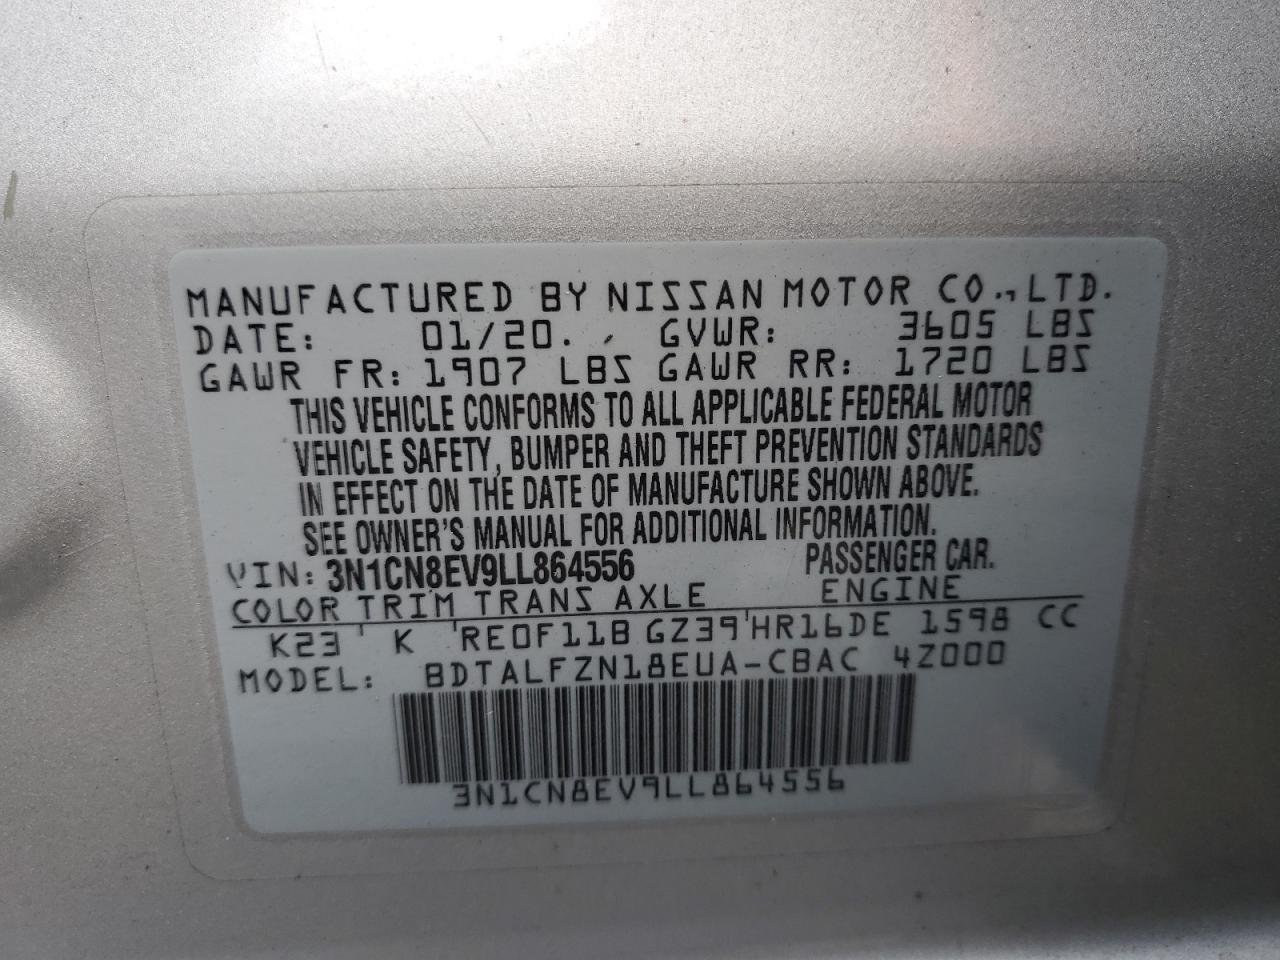 MANUFACTURED BY NISSAN MOTOR CO., LTD.
DATE: 01/20. GVWR: 3605 LBS
GAWR FR: 1907 LBS GAWR RR: 1720 LBS
THIS VEHICLE CONFORMS TO ALL APPLICABLE FEDERAL MOTOR
VEHICLE SAFETY, BUMPER AND THEFT PREVENTION STANDARDS
IN EFFECT ON THE DATE OF MANUFACTURE SHOWN ABOVE.
SEE OWNER'S MANUAL FOR ADDITIONAL INFORMATION.
VIN: 3N1CN8EV9LL864556 PASSENGER CAR.
COLOR TRIM TRANS AXLE ENGINE
K23 K RE0F11B GZ39 HR16DE 1598 CC
MODEL: BDTALFZN18EUA-CBAC 4Z000
3N1CN8EV9LL864556